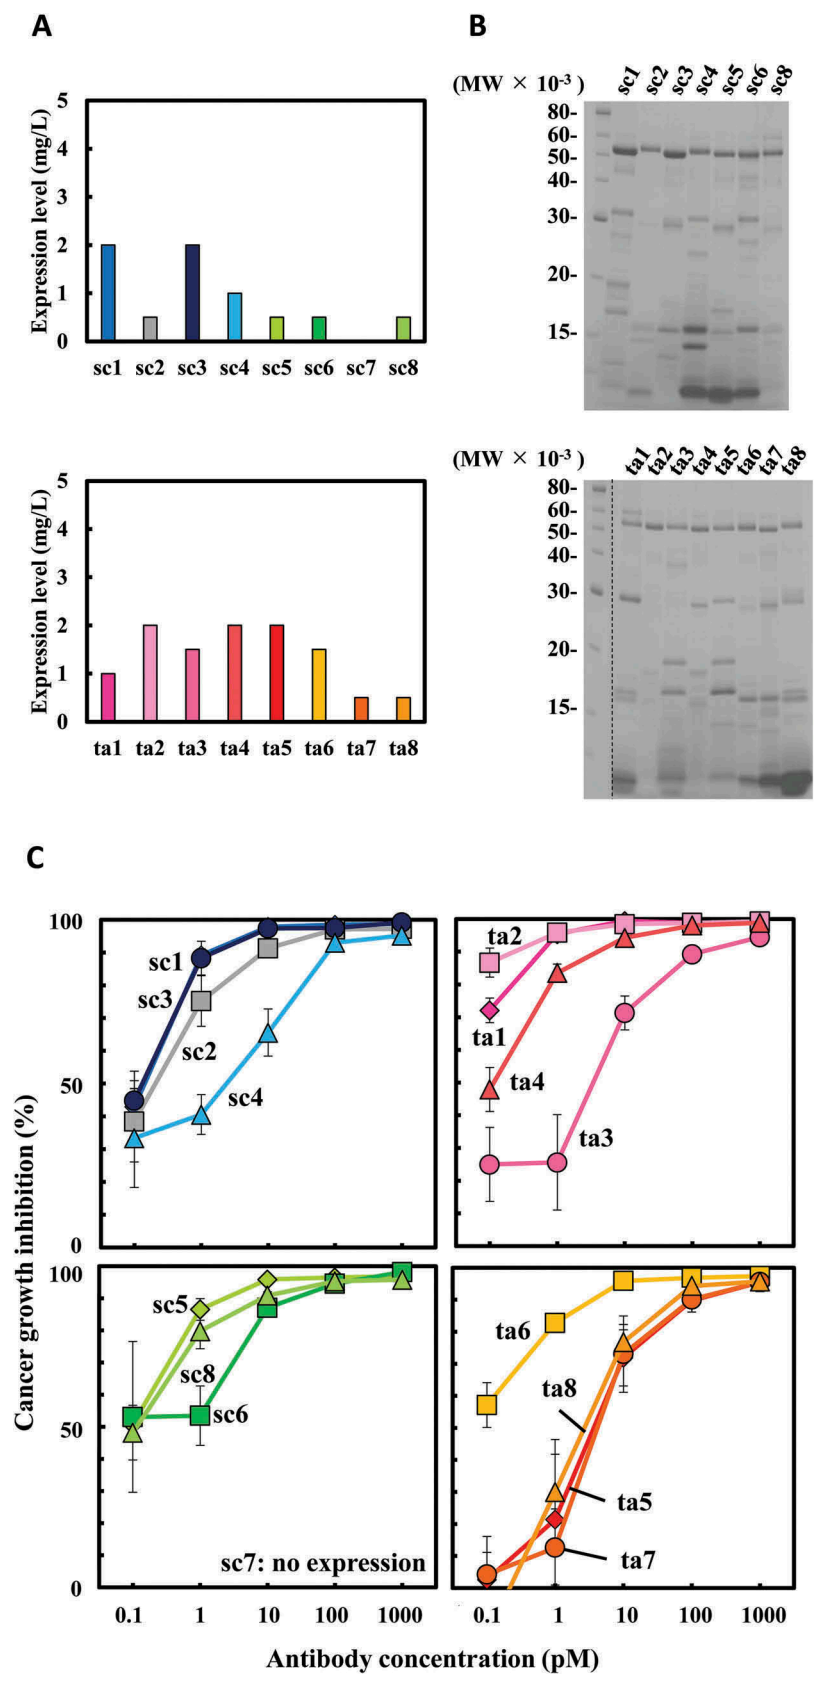 A
B
(MW × 10-3 )
sc1 sc2 sc3 sc4 sc5 sc6 sc8
Expression level (mg/L)
5
4
3
2
1
0
sc1 sc2 sc3 sc4 sc5 sc6 sc7 sc8
80-
60-
50-
40-
30-
20-
15-
(MW × 10-3 )
ta1 ta2 ta3 ta4 ta5 ta6 ta7 ta8
Expression level (mg/L)
5
4
3
2
1
0
ta1 ta2 ta3 ta4 ta5 ta6 ta7 ta8
80-
60-
50-
40-
30-
20-
15-
C
Cancer growth inhibition (%)
100
50
0
sc1
sc3
sc2
sc4
ta2
ta1
ta4
ta3
100
50
0
sc5
sc8
sc6
sc7: no expression
ta6
ta8
ta5
ta7
0.1 1 10 100 1000
0.1 1 10 100 1000
Antibody concentration (pM)